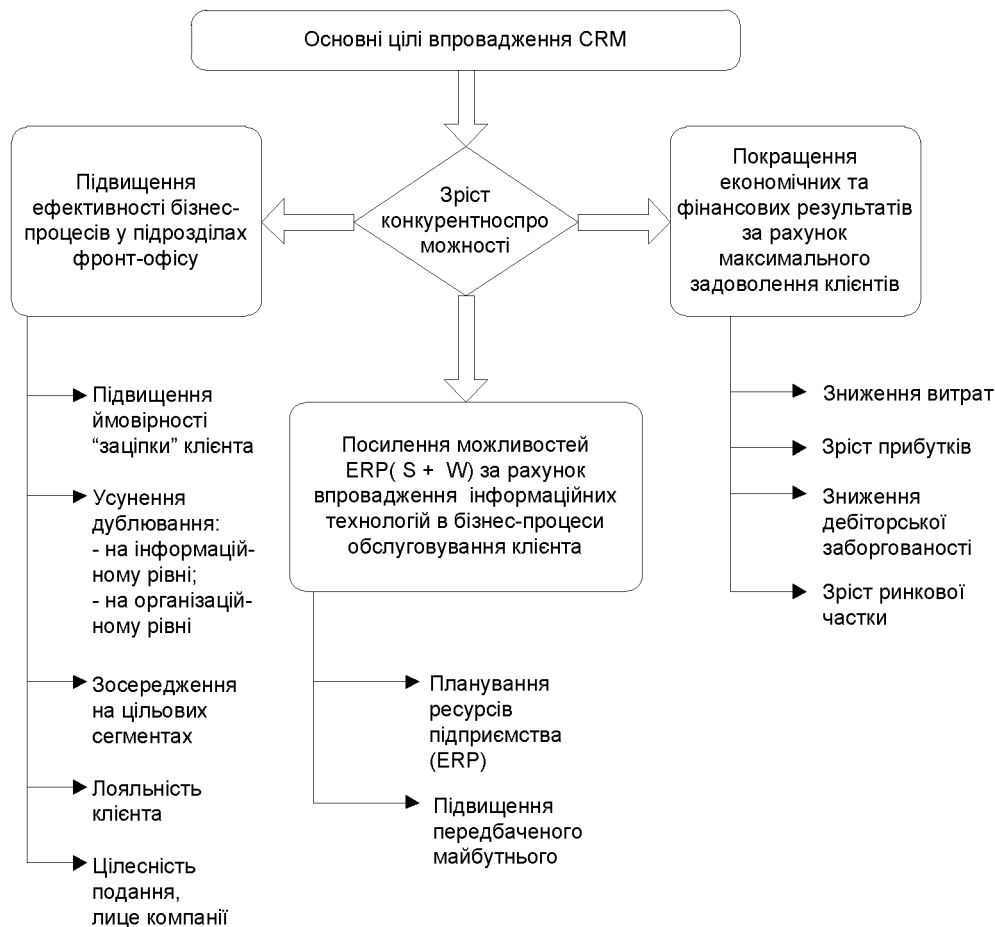 Основні цілі впровадження CRM
Підвищення
ефективності бізнес-
процесів у підрозділах
фронт-офісу
Зріст
конкурентноспро
можності
Покращення
економічних та
фінансових результатів
за рахунок
максимального
задоволення клієнтів
Підвищення
ймовірності
“заціпки” клієнта
Усунення
дублювання:
- на інформацій-
ному рівні;
- на організацій-
ному рівні
Зосередження
на цільових
сегментах
Лояльність
клієнта
Цілесність
подання,
лице компанії
Посилення можливостей
ERP( S + W) за рахунок
впровадження інформаційних
технологій в бізнес-процеси
обслуговування клієнта
Планування
ресурсів
підприємства
(ERP)
Підвищення
передбаченого
майбутнього
Зниження витрат
Зріст прибутків
Зниження
дебіторської
заборгованості
Зріст ринкової
частки